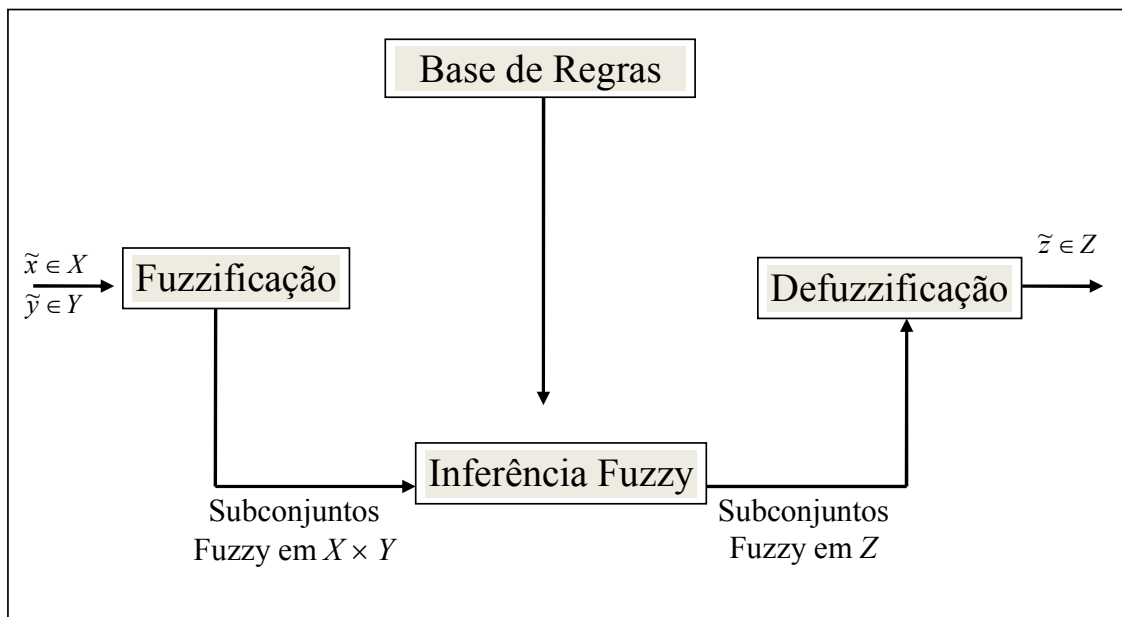 Base de Regras
x̃ ∈ X
ỹ ∈ Y
Fuzzificação
z̃ ∈ Z
Defuzzificação
Inferência Fuzzy
Subconjuntos
Fuzzy em X × Y
Subconjuntos
Fuzzy em Z